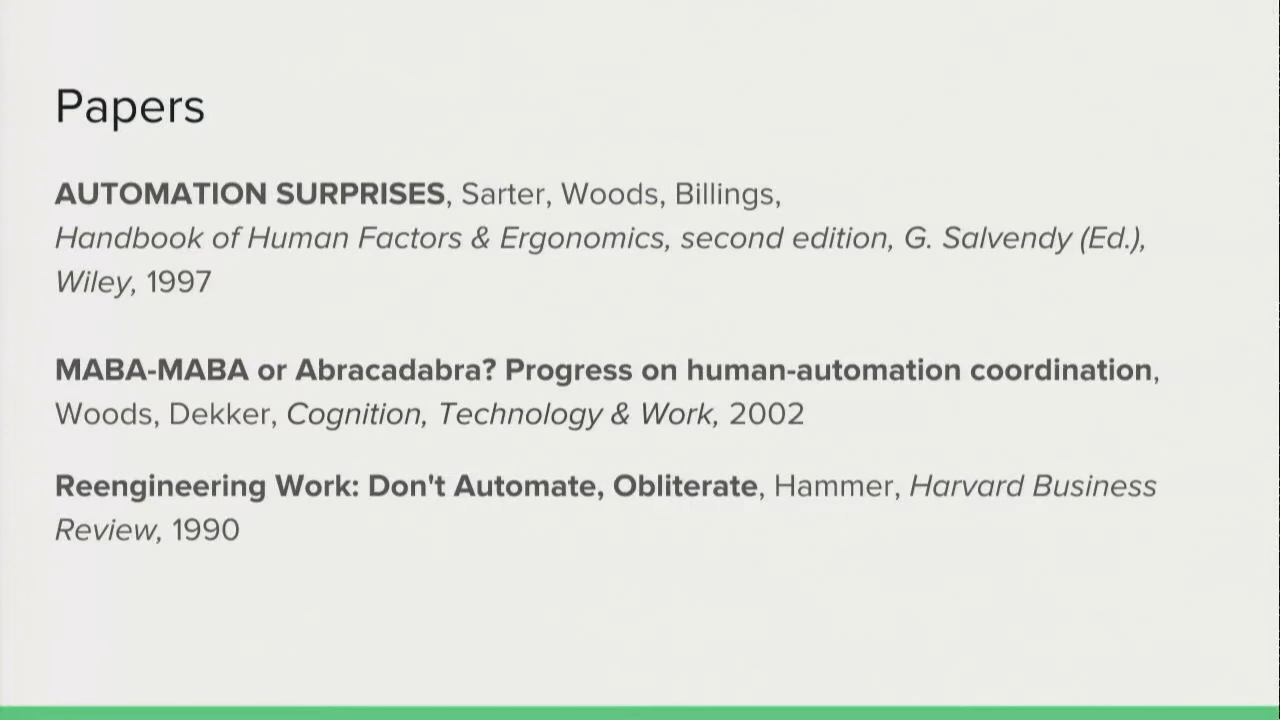 Papers
AUTOMATION SURPRISES, Sarter, Woods, Billings,
Handbook of Human Factors & Ergonomics, second edition, G. Salvendy (Ed.),
Wiley, 1997
MABA-MABA or Abracadabra? Progress on human-automation coordination,
Woods, Dekker, Cognition, Technology & Work, 2002
Reengineering Work: Don't Automate, Obliterate, Hammer, Harvard Business
Review, 1990